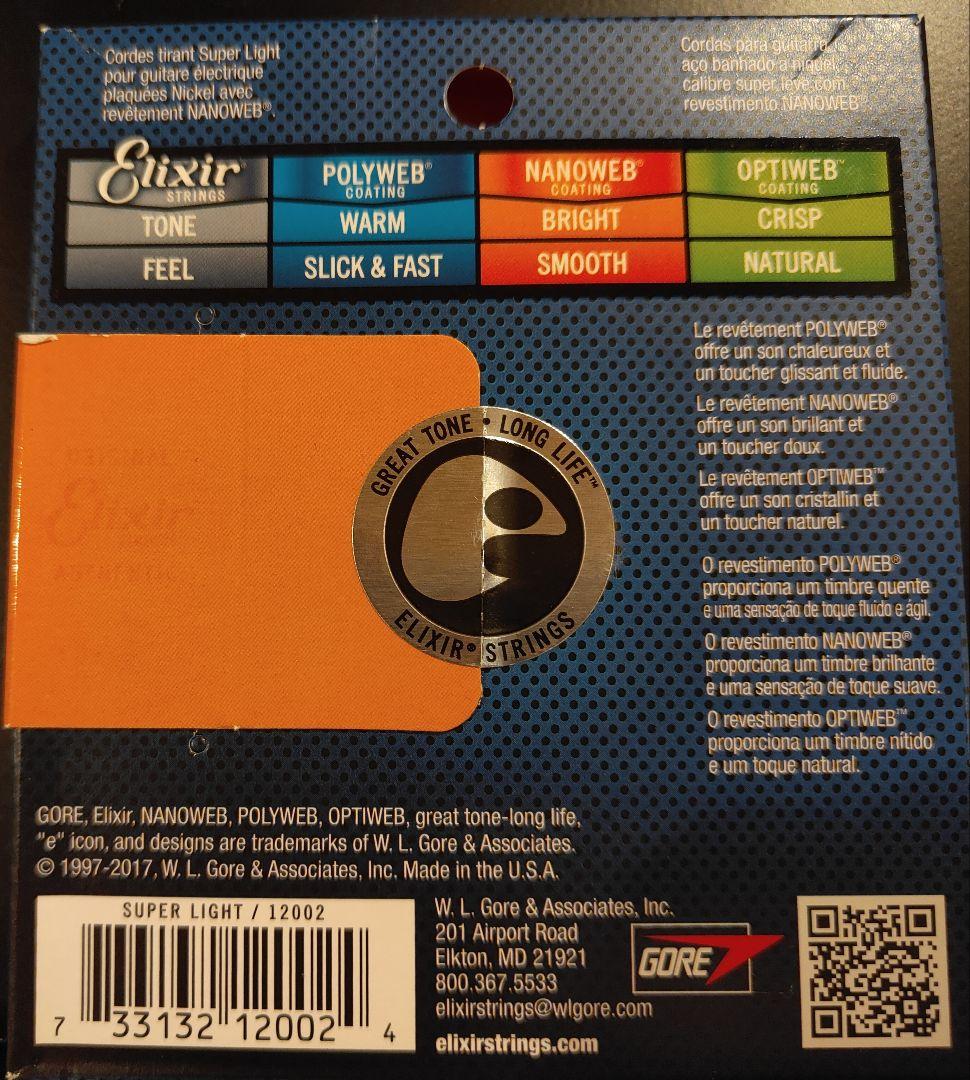 Cordes tirant Super Light
pour guitare électrique
plaquées Nickel avec
revêtement NANOWEB®.
Cordas para guitarra,
aço banhado a níquel,
calibre super leve com
revestimento NANOWEB®.
Elixir
STRINGS
TONE
FEEL
POLYWEB®
COATING
WARM
SLICK & FAST
NANOWEB®
COATING
BRIGHT
SMOOTH
OPTIWEB™
COATING
CRISP
NATURAL
Le revêtement POLYWEB®
offre un son chaleureux et
un toucher glissant et fluide.
Le revêtement NANOWEB®
offre un son brillant et
un toucher doux.
Le revêtement OPTIWEB™
offre un son cristallin et
un toucher naturel.
O revestimento POLYWEB®
proporciona um timbre quente
e uma sensação de toque fluido e ágil.
O revestimento NANOWEB®
proporciona um timbre brilhante
e uma sensação de toque suave.
O revestimento OPTIWEB™
proporciona um timbre nítido
e um toque natural.
GREAT TONE • LONG LIFE™
ELIXIR® STRINGS
Elixir
GORE, Elixir, NANOWEB, POLYWEB, OPTIWEB, great tone-long life,
"e" icon, and designs are trademarks of W. L. Gore & Associates.
© 1997-2017, W. L. Gore & Associates, Inc. Made in the U.S.A.
SUPER LIGHT / 12002
7 33132 12002 4
W. L. Gore & Associates, Inc.
201 Airport Road
Elkton, MD 21921
800.367.5533
elixirstrings@wlgore.com
elixirstrings.com
GORE